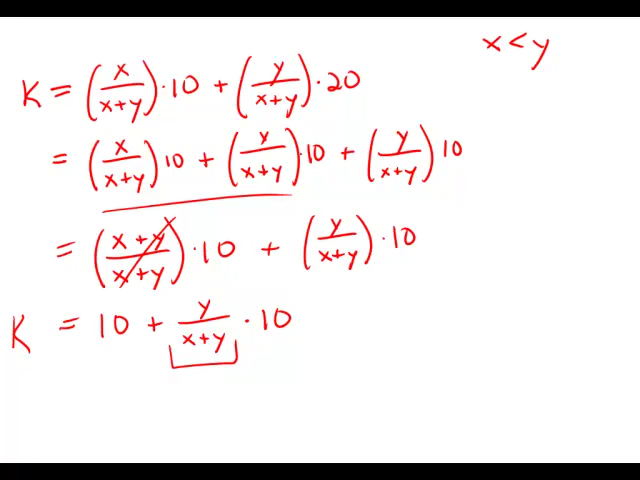 x < y
K = (x/(x+y)) · 10 + (y/(x+y)) · 20
= (x/(x+y)) 10 + (y/(x+y)) · 10 + (y/(x+y)) 10
= ((x+y)/(x+y)) · 10 + (y/(x+y)) · 10
K = 10 + y/(x+y) · 10